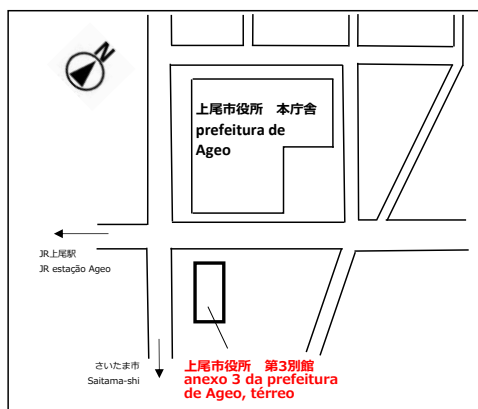 N
上尾市役所　本庁舎
prefeitura de
Ageo
JR上尾駅
JR estação Ageo
さいたま市
Saitama-shi
上尾市役所　第3別館
anexo 3 da prefeitura
de Ageo, térreo